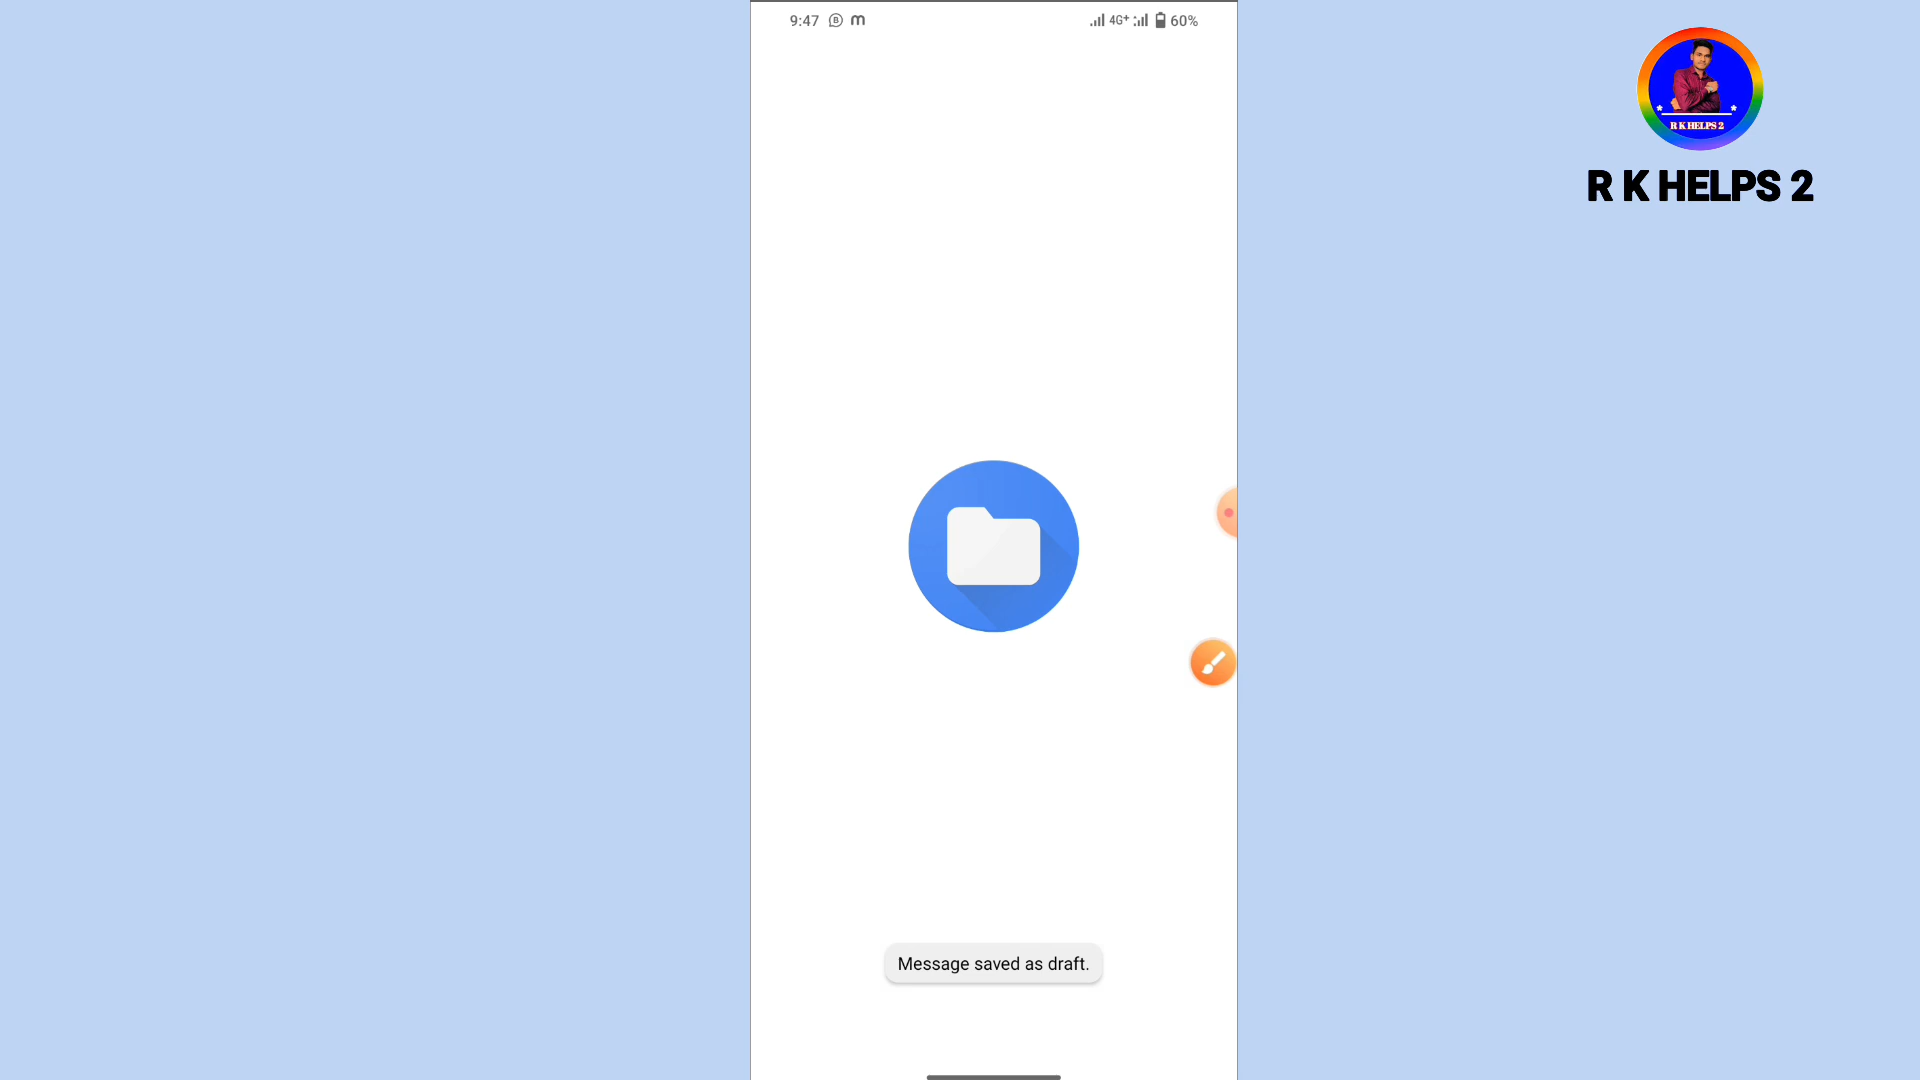 9:47
4G+
60%
R K HELPS 2
R K HELPS 2
Message saved as draft.